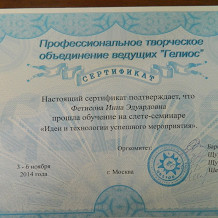 Профессиональное творческое
объединение ведущих "Гелиос"
СЕРТИФИКАТ
Настоящий сертификат подтверждает, что
Фетисова Инна Эдуардовна
прошла обучение на слете-семинаре
«Идеи и технологии успешного мероприятия».
Оргкомитет:
3 - 6 ноября
2014 года.
г. Москва